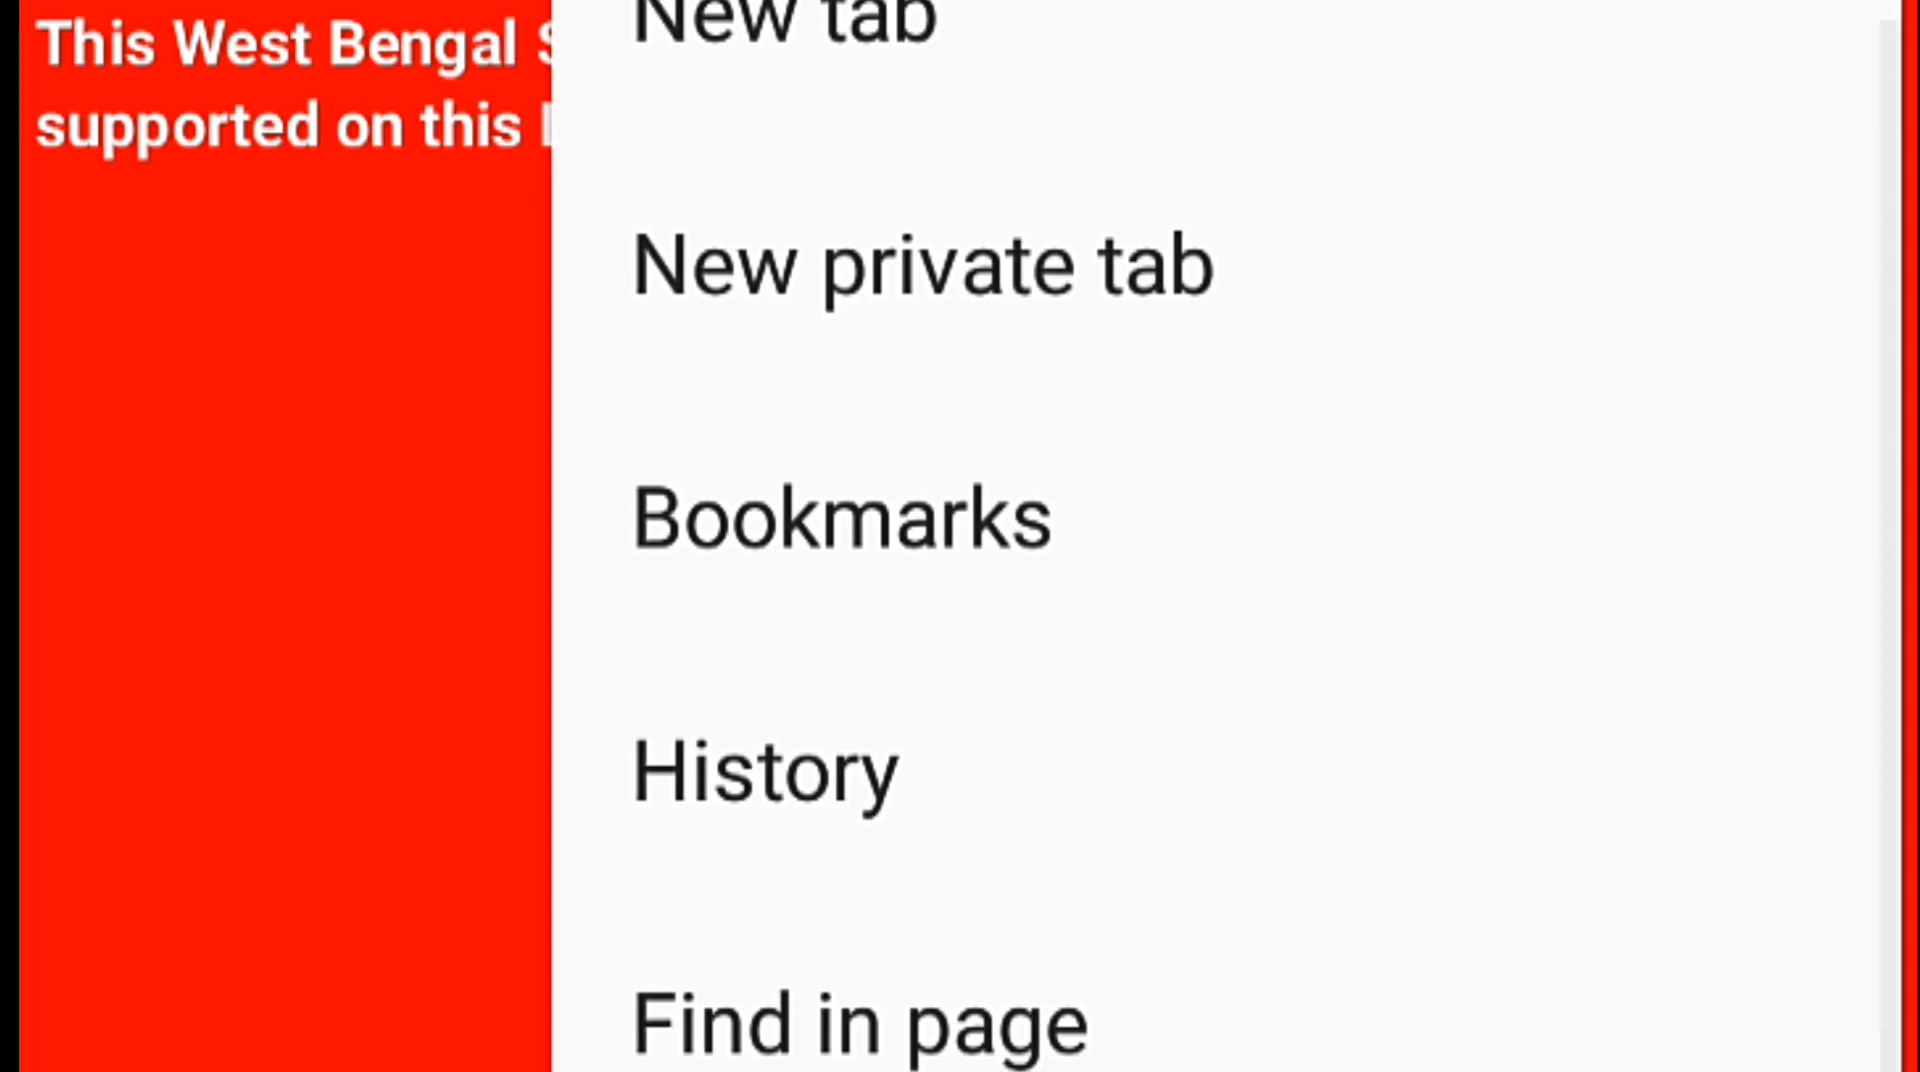 This West Bengal
supported on this
New tab
New private tab
Bookmarks
History
Find in page